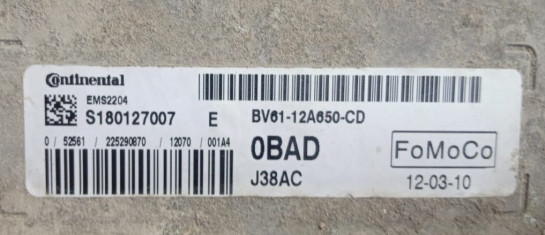 Continental
EMS2204
S180127007 E BV61-12A650-CD
0 / 52561 / 225290870 / 12070 / 001A4
0BAD FoMoCo
J38AC 12-03-10